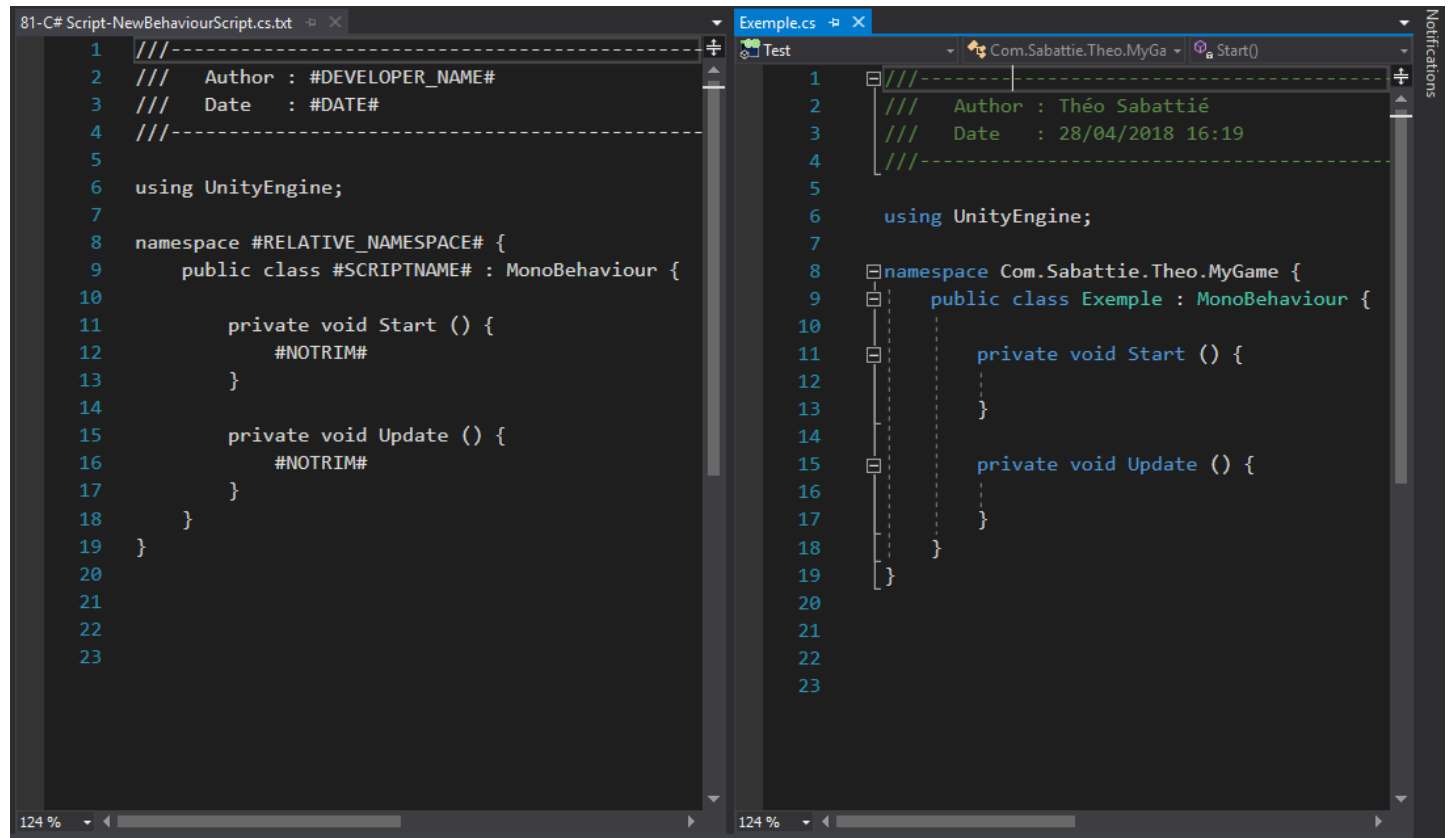 81-C# Script-NewBehaviourScript.cs.txt
1 ///----------------------------------------------
2 ///   Author : #DEVELOPER_NAME#
3 ///   Date   : #DATE#
4 ///----------------------------------------------
5
6 using UnityEngine;
7
8 namespace #RELATIVE_NAMESPACE# {
9     public class #SCRIPTNAME# : MonoBehaviour {
10
11         private void Start () {
12             #NOTRIM#
13         }
14
15         private void Update () {
16             #NOTRIM#
17         }
18     }
19 }
20
21
22
23
124 %
Exemple.cs
Test Com.Sabattie.Theo.MyGa Start()
1 ///-----------------------------------------
2 ///   Author : Théo Sabattié
3 ///   Date   : 28/04/2018 16:19
4 ///-----------------------------------------
5
6 using UnityEngine;
7
8 namespace Com.Sabattie.Theo.MyGame {
9     public class Exemple : MonoBehaviour {
10
11         private void Start () {
12
13         }
14
15         private void Update () {
16
17         }
18     }
19 }
20
21
22
23
124 %
Notifications